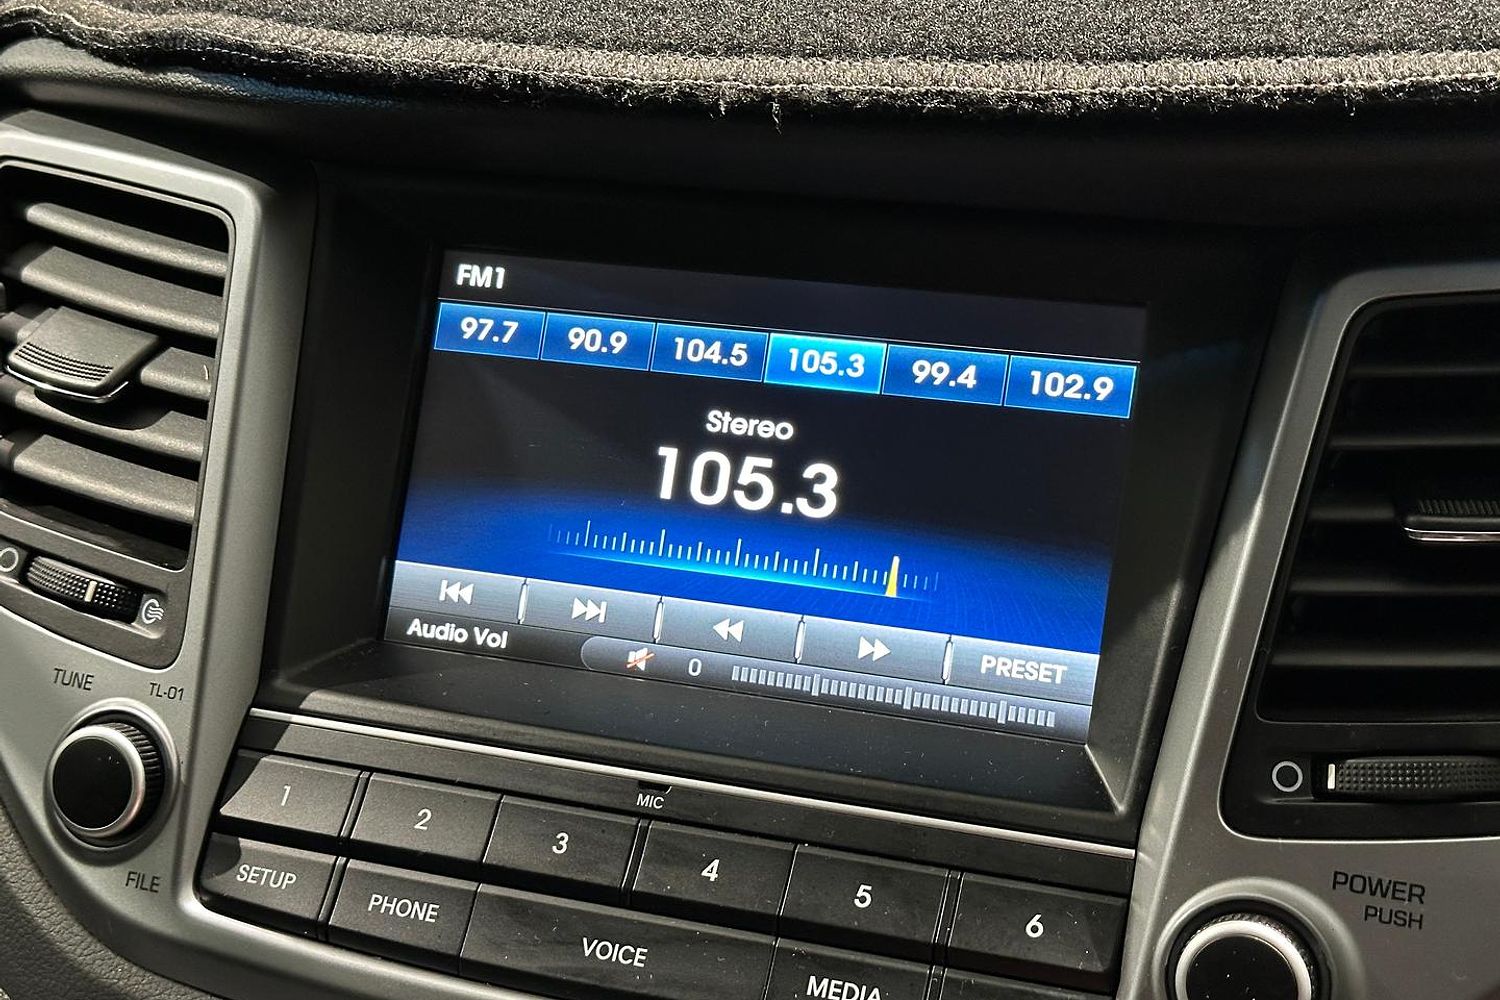 FM1
97.7 90.9 104.5 105.3 99.4 102.9
Stereo
105.3
PRESET
Audio Vol 0
TUNE TL-01
MIC
1 2 3 4 5 6
FILE
SETUP PHONE VOICE MEDIA
POWER
PUSH